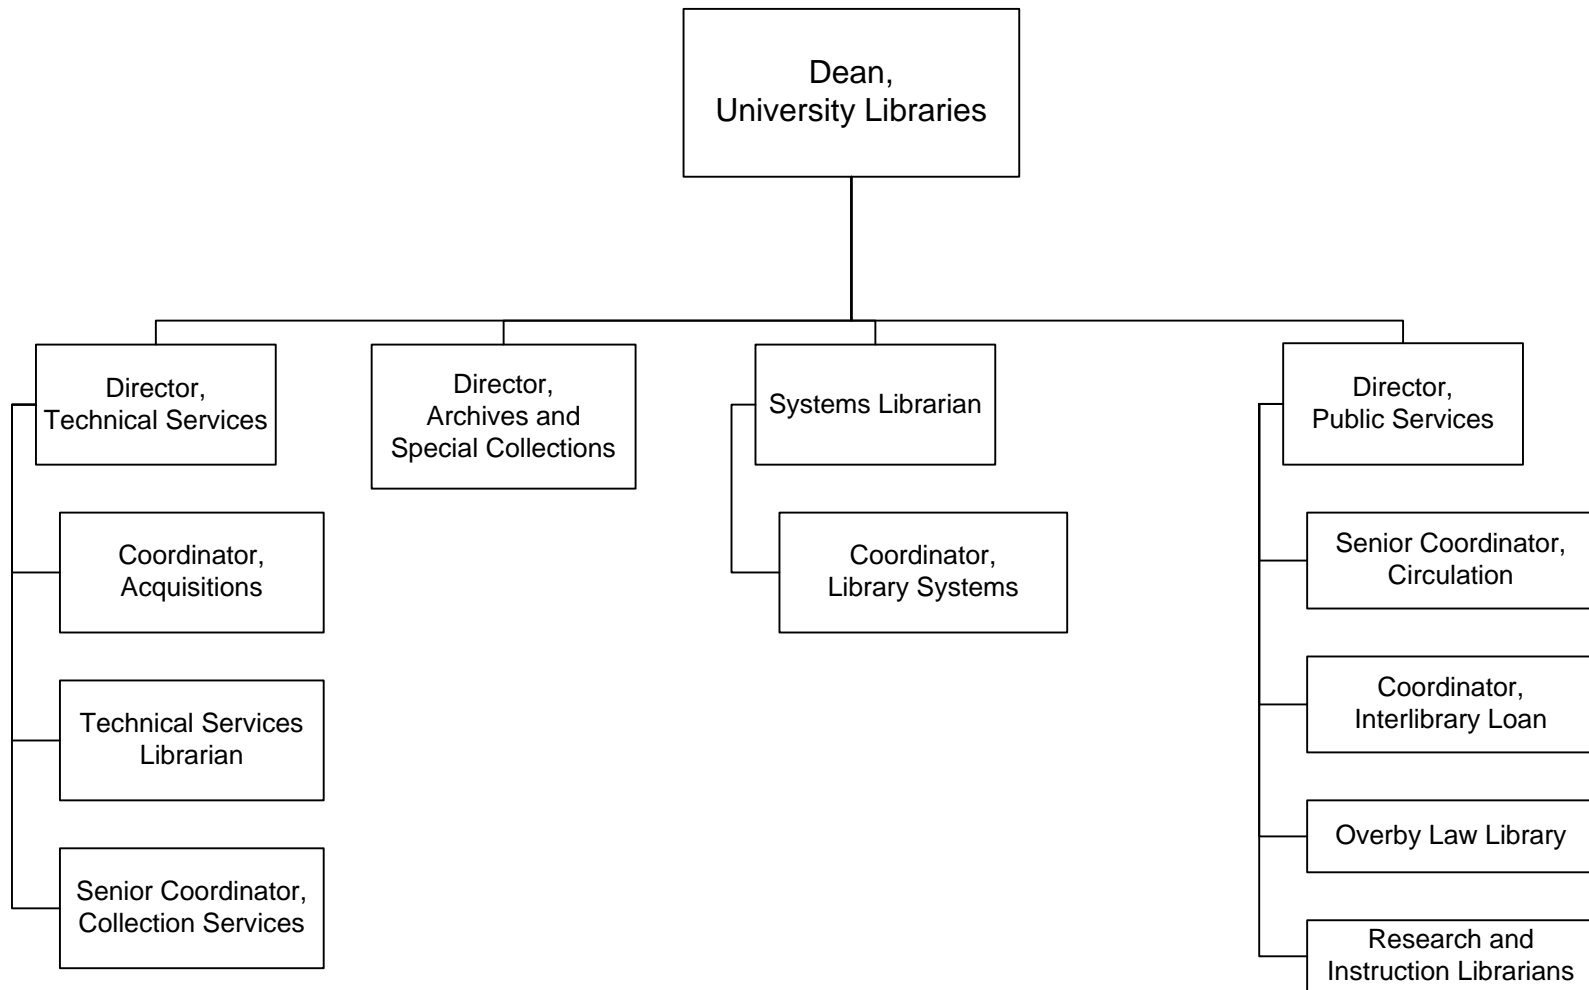 Dean,
University Libraries
Director,
Technical Services
Director,
Archives and
Special Collections
Systems Librarian
Director,
Public Services
Coordinator,
Acquisitions
Coordinator,
Library Systems
Senior Coordinator,
Circulation
Technical Services
Librarian
Coordinator,
Interlibrary Loan
Overby Law Library
Senior Coordinator,
Collection Services
Research and
Instruction Librarians